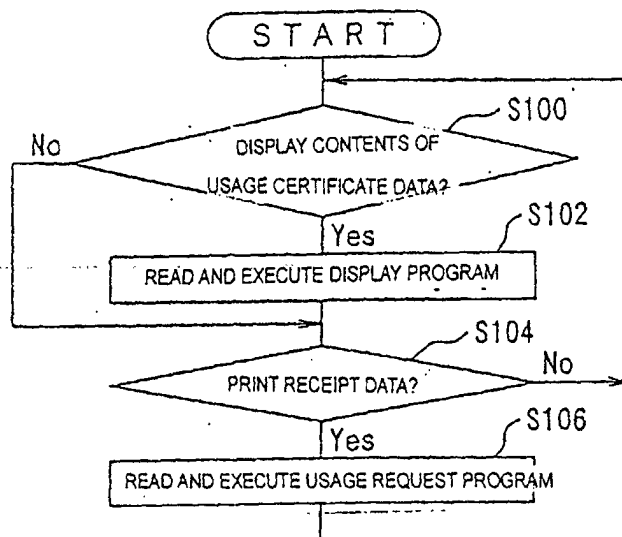 START
S100
No
DISPLAY CONTENTS OF
USAGE CERTIFICATE DATA?
Yes
S102
READ AND EXECUTE DISPLAY PROGRAM
S104
No
PRINT RECEIPT DATA?
Yes
S106
READ AND EXECUTE USAGE REQUEST PROGRAM